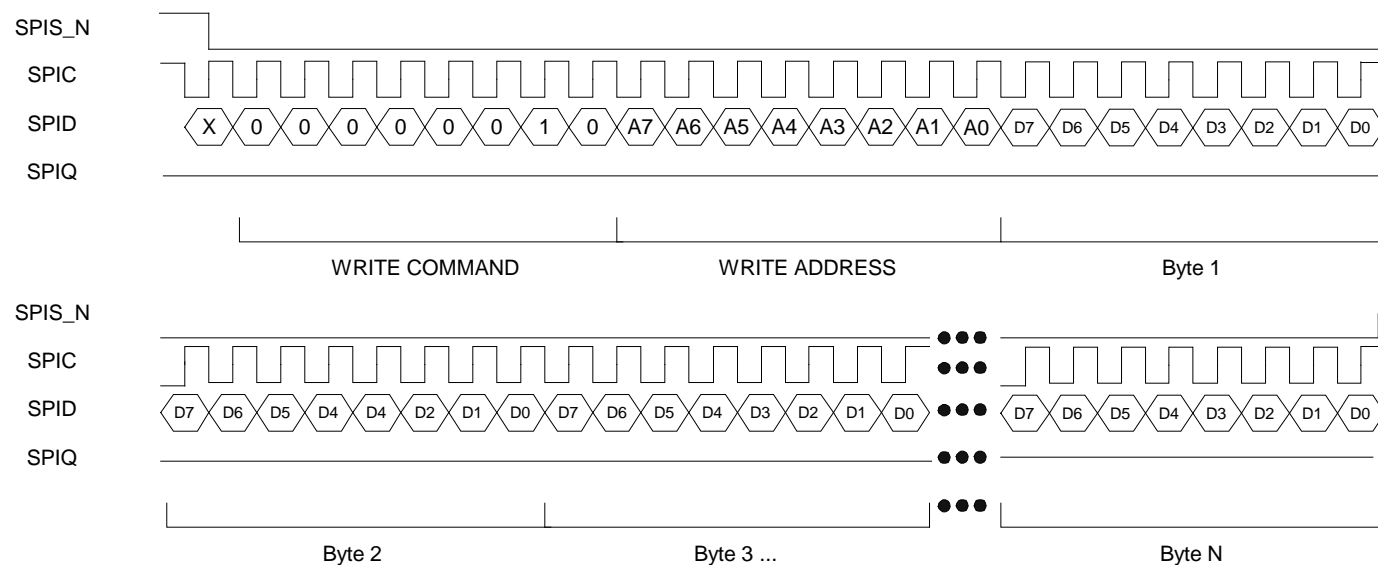 SPIS_N
SPIC
SPID X 0 0 0 0 0 0 1 0 A7 A6 A5 A4 A3 A2 A1 A0 D7 D6 D5 D4 D3 D2 D1 D0
SPIQ
WRITE COMMAND WRITE ADDRESS Byte 1
SPIS_N
SPIC
SPID D7 D6 D5 D4 D4 D2 D1 D0 D7 D6 D5 D4 D3 D2 D1 D0 D7 D6 D5 D4 D3 D2 D1 D0
SPIQ
Byte 2 Byte 3 ... Byte N